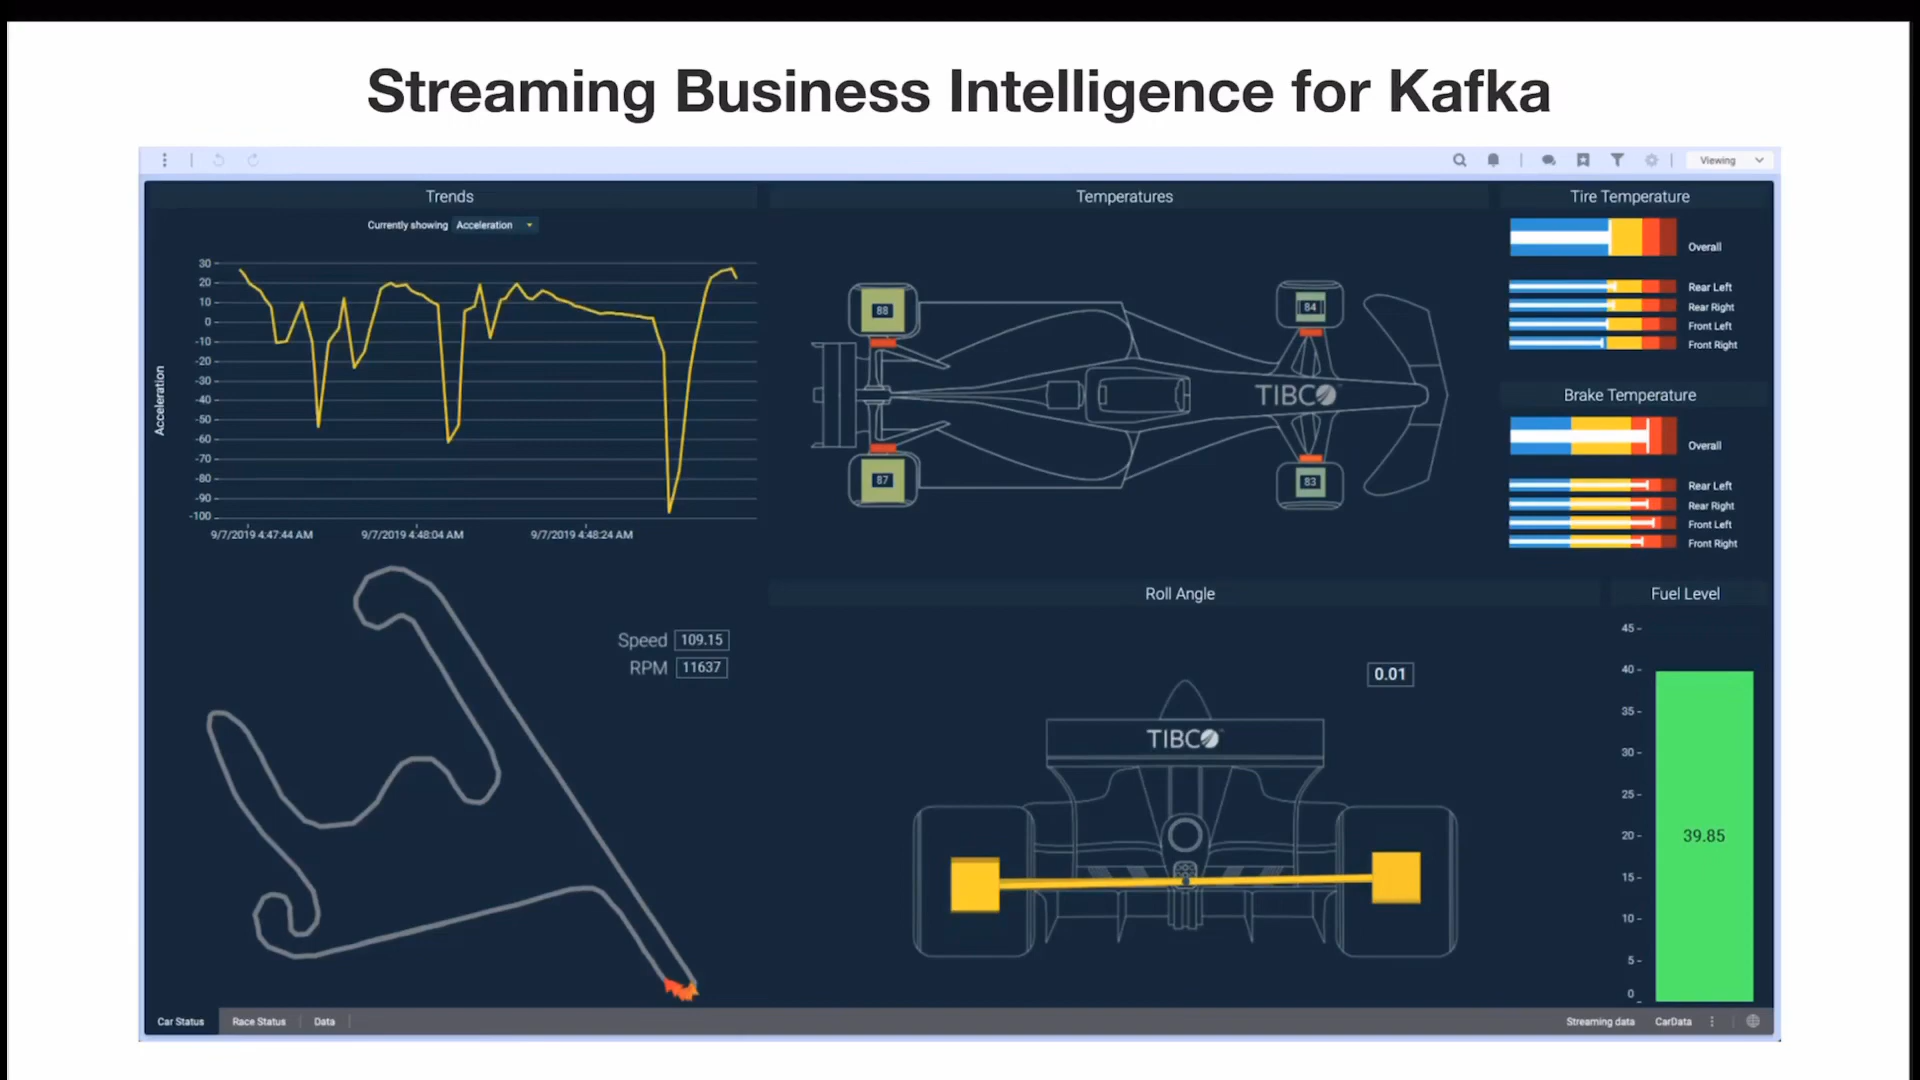 Streaming Business Intelligence for Kafka
Viewing
Trends
Currently showing Acceleration
30
20
10
0
-10
-20
-30
-40
-50
-60
-70
-80
-90
-100
Acceleration
9/7/2019 4:47:44 AM
9/7/2019 4:48:04 AM
9/7/2019 4:48:24 AM
Temperatures
88
84
TIBCO
87
83
Tire Temperature
Overall
Rear Left
Rear Right
Front Left
Front Right
Brake Temperature
Overall
Rear Left
Rear Right
Front Left
Front Right
Speed 109.15
RPM 11637
Roll Angle
0.01
TIBCO
Fuel Level
45
40
35
30
25
20
15
10
5
0
39.85
Car Status
Race Status
Data
Streaming data
CarData